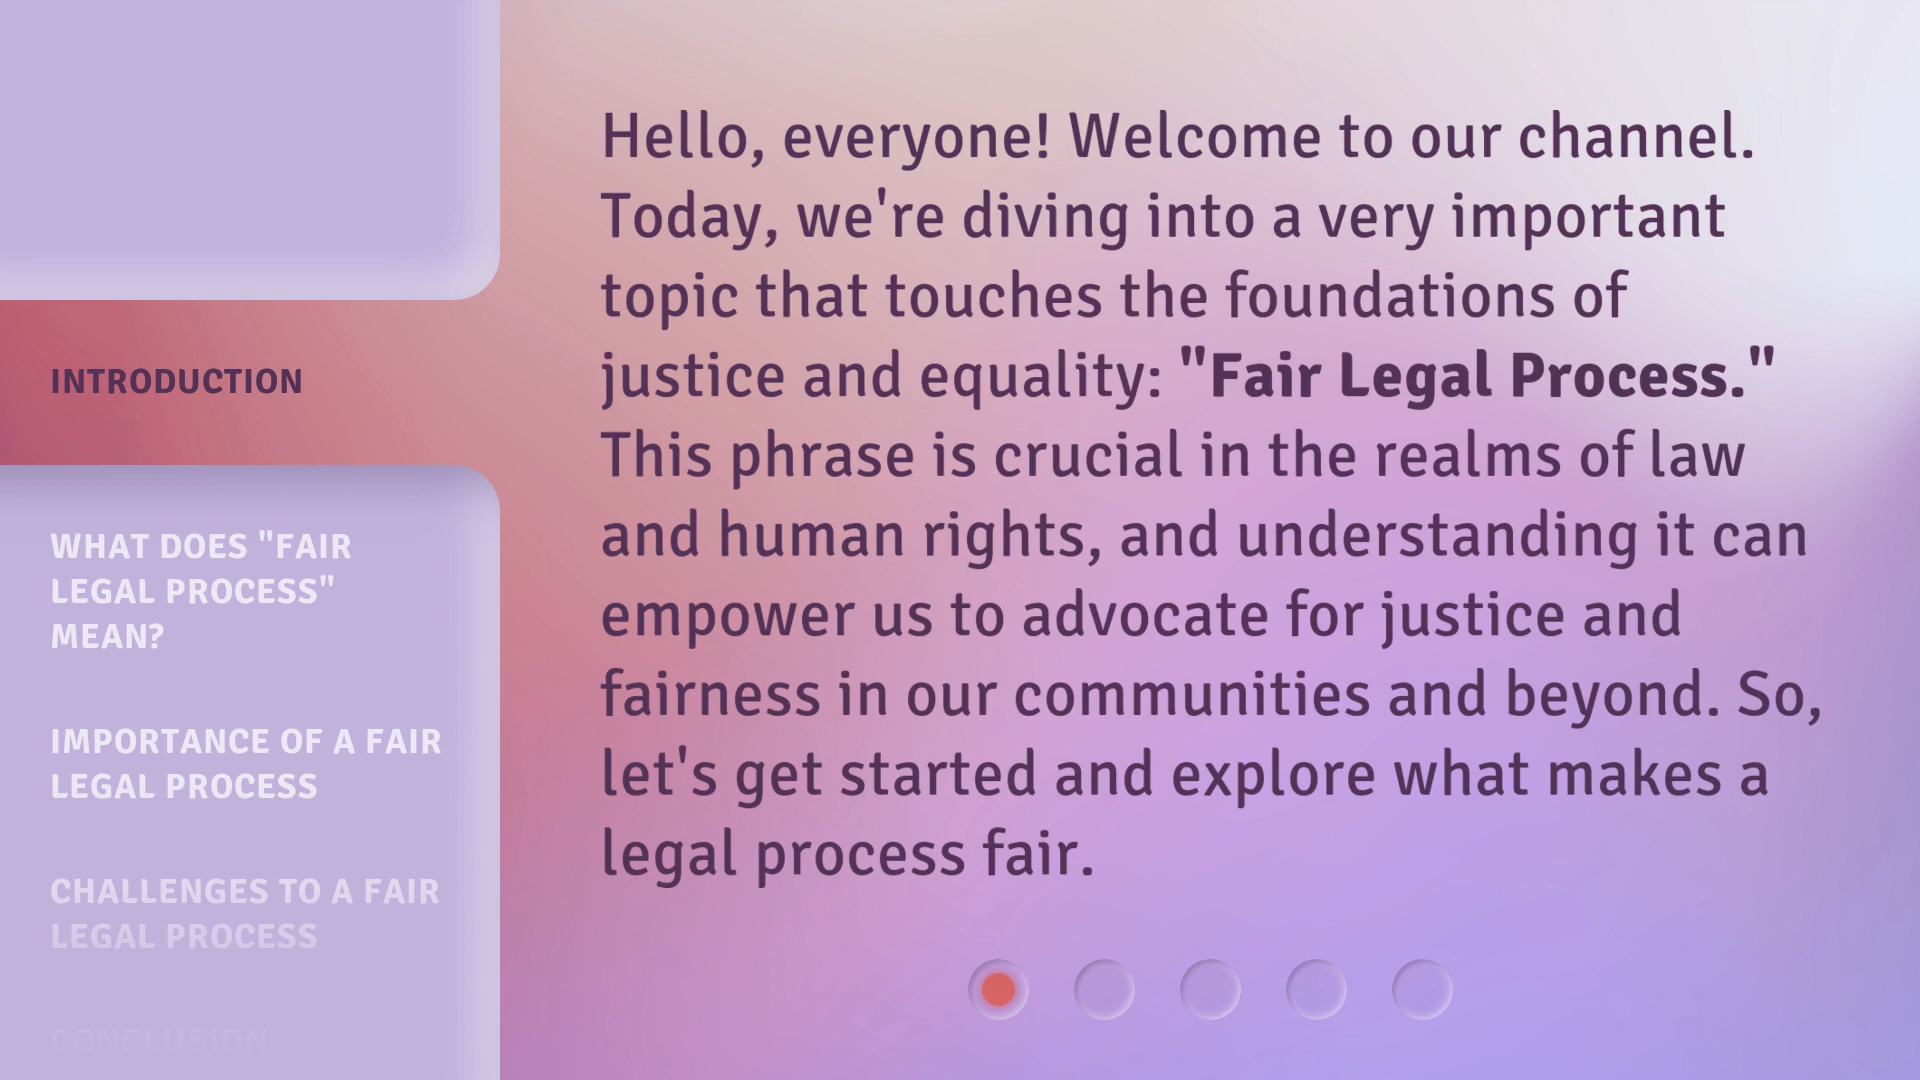 INTRODUCTION
WHAT DOES "FAIR
LEGAL PROCESS"
MEAN?
IMPORTANCE OF A FAIR
LEGAL PROCESS
CHALLENGES TO A FAIR
LEGAL PROCESS
CONCLUSION
Hello, everyone! Welcome to our channel.
Today, we're diving into a very important
topic that touches the foundations of
justice and equality: "Fair Legal Process."
This phrase is crucial in the realms of law
and human rights, and understanding it can
empower us to advocate for justice and
fairness in our communities and beyond. So,
let's get started and explore what makes a
legal process fair.